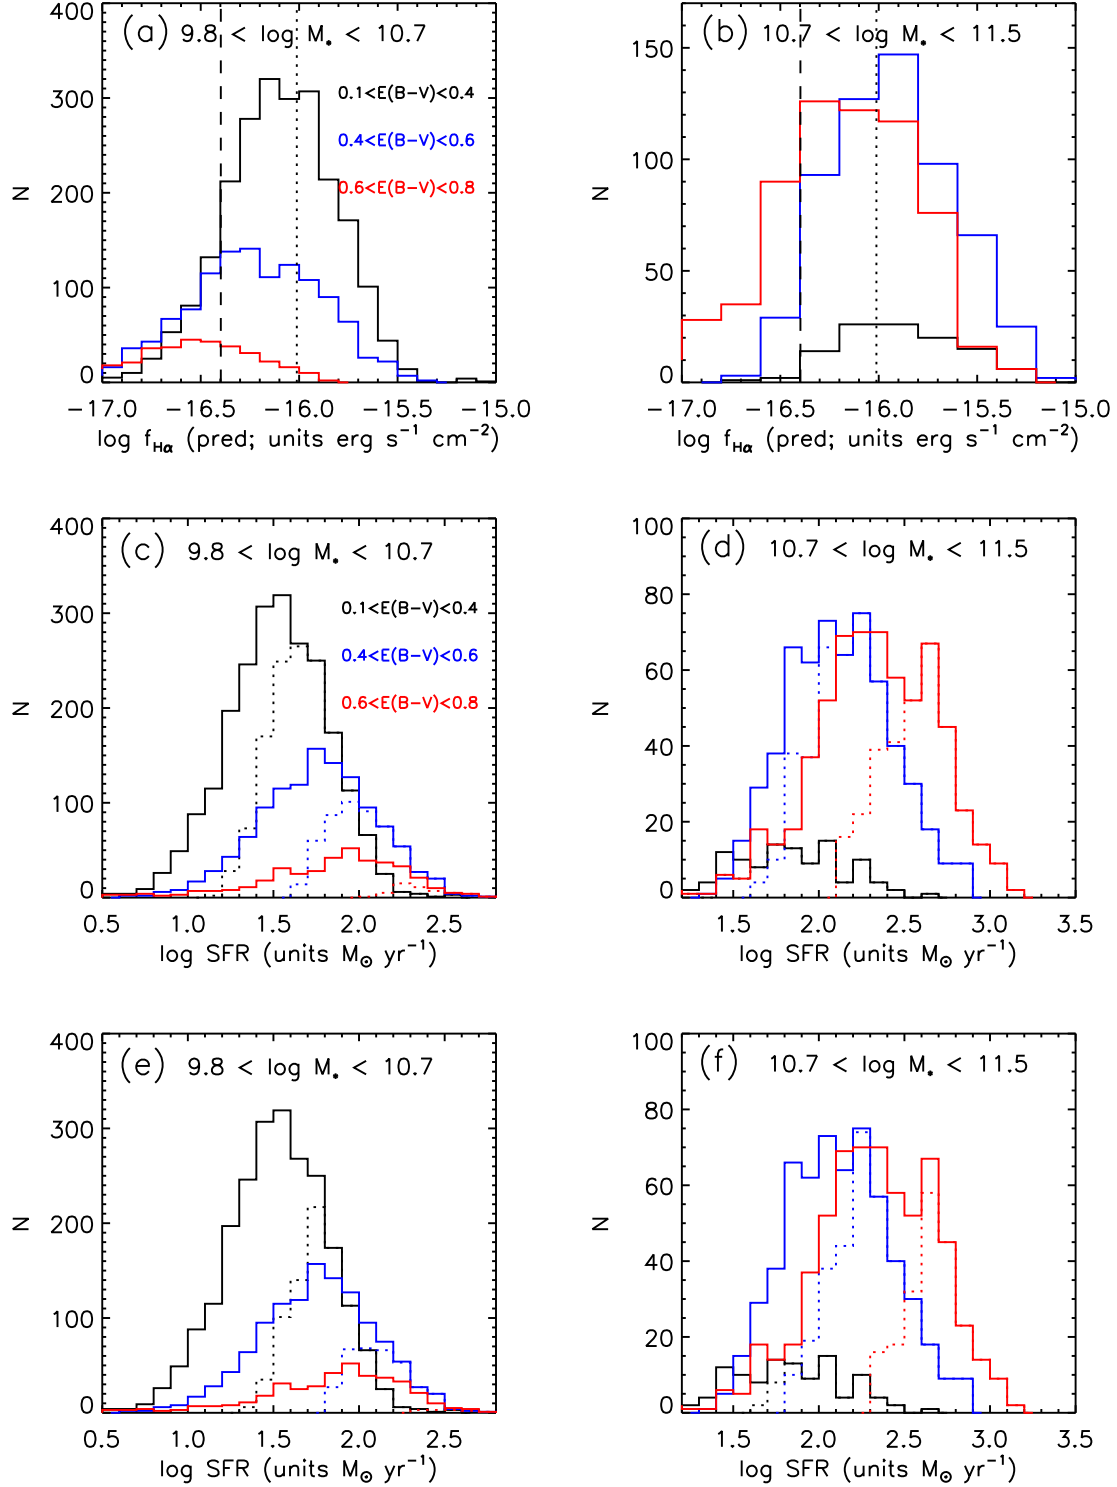 (a) 9.8 < log M* < 10.7
400
300
200
100
0
N
0.1<E(B−V)<0.4
0.4<E(B−V)<0.6
0.6<E(B−V)<0.8
−17.0 −16.5 −16.0 −15.5 −15.0
log fHα (pred; units erg s−1 cm−2)
(b) 10.7 < log M* < 11.5
150
100
50
0
N
−17.0 −16.5 −16.0 −15.5 −15.0
log fHα (pred; units erg s−1 cm−2)
(c) 9.8 < log M* < 10.7
400
300
200
100
0
N
0.1<E(B−V)<0.4
0.4<E(B−V)<0.6
0.6<E(B−V)<0.8
0.5 1.0 1.5 2.0 2.5
log SFR (units M⊙ yr−1)
(d) 10.7 < log M* < 11.5
100
80
60
40
20
0
N
1.5 2.0 2.5 3.0 3.5
log SFR (units M⊙ yr−1)
(e) 9.8 < log M* < 10.7
400
300
200
100
0
N
0.5 1.0 1.5 2.0 2.5
log SFR (units M⊙ yr−1)
(f) 10.7 < log M* < 11.5
100
80
60
40
20
0
N
1.5 2.0 2.5 3.0 3.5
log SFR (units M⊙ yr−1)